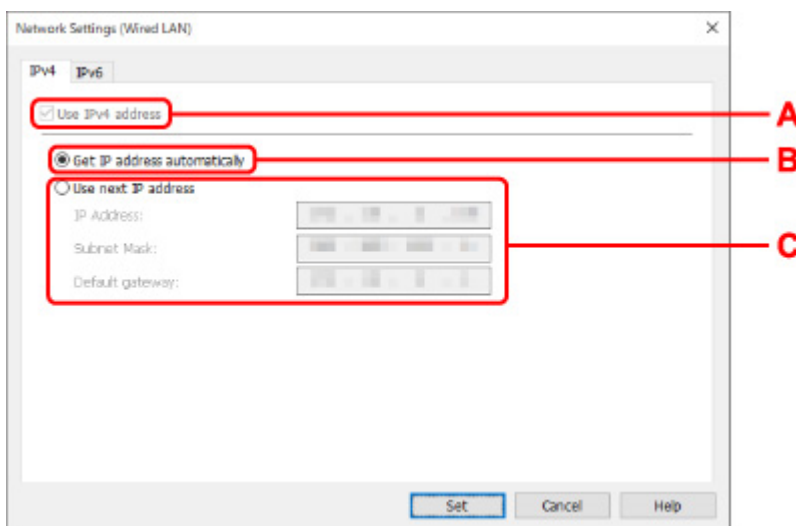 Network Settings (Wired LAN)
IPv4 IPv6
Use IPv4 address
A
Get IP address automatically
B
Use next IP address
IP Address:
Subnet Mask:
C
Default gateway:
Set Cancel Help